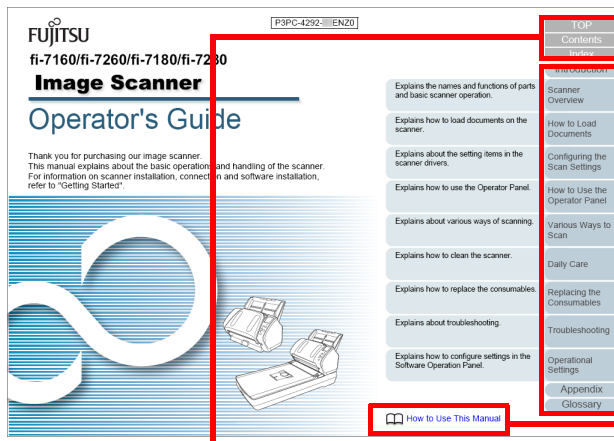 P3PC-4292- ENZ0
FUJITSU
fi-7160/fi-7260/fi-7180/fi-7280
Image Scanner
Operator's Guide
Thank you for purchasing our image scanner.
This manual explains about the basic operations and handling of the scanner.
For information on scanner installation, connection and software installation,
refer to "Getting Started".
TOP
Contents
Index
Introduction
Explains the names and functions of parts
and basic scanner operation.
Scanner
Overview
Explains how to load documents on the
scanner.
How to Load
Documents
Explains about the setting items in the
scanner drivers.
Configuring the
Scan Settings
Explains how to use the Operator Panel.
How to Use the
Operator Panel
Explains about various ways of scanning.
Various Ways to
Scan
Explains how to clean the scanner.
Daily Care
Explains how to replace the consumables.
Replacing the
Consumables
Explains about troubleshooting.
Troubleshooting
Explains how to configure settings in the
Software Operation Panel.
Operational
Settings
Appendix
Glossary
How to Use This Manual